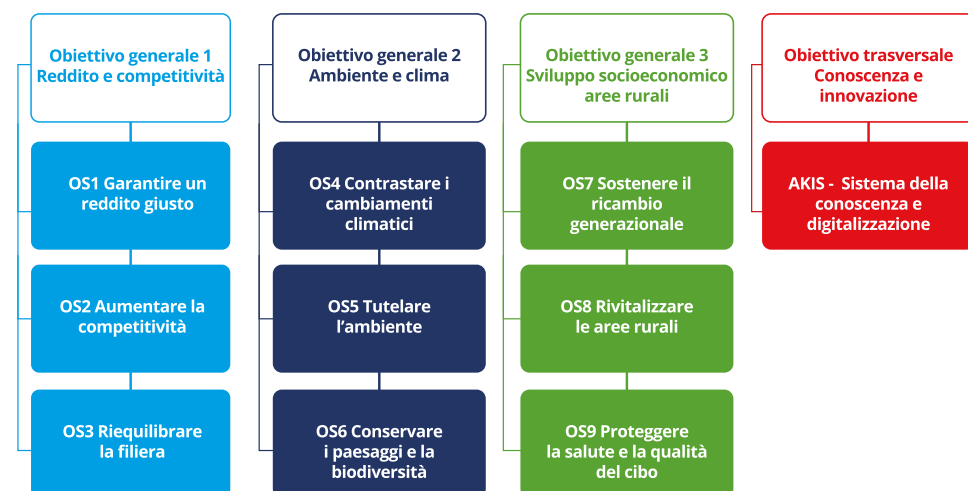 Obiettivo generale 1
Reddito e competitività
OS1 Garantire un
reddito giusto
OS2 Aumentare la
competitività
OS3 Riequilibrare
la filiera
Obiettivo generale 2
Ambiente e clima
OS4 Contrastare i
cambiamenti
climatici
OS5 Tutelare
l’ambiente
OS6 Conservare
i paesaggi e la
biodiversità
Obiettivo generale 3
Sviluppo socioeconomico
aree rurali
OS7 Sostenere il
ricambio
generazionale
OS8 Rivitalizzare
le aree rurali
OS9 Proteggere
la salute e la qualità
del cibo
Obiettivo trasversale
Conoscenza e
innovazione
AKIS - Sistema della
conoscenza e
digitalizzazione